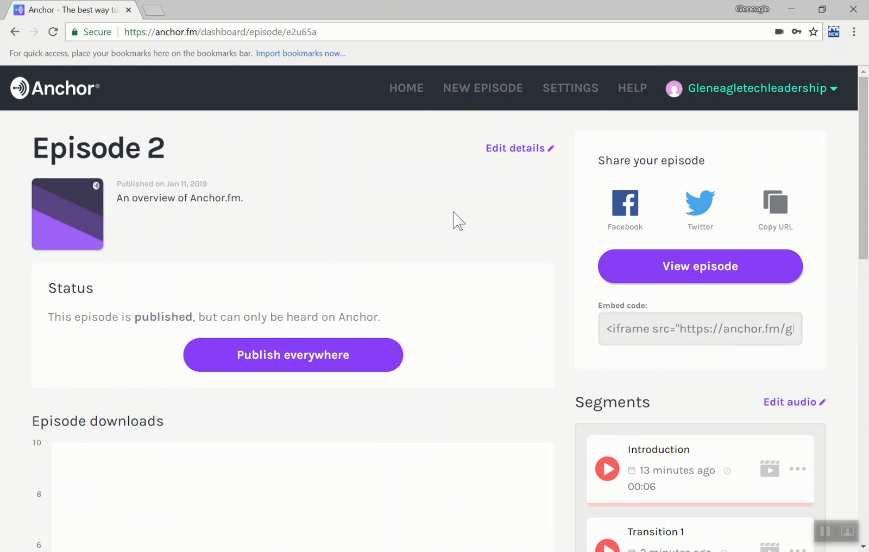 Anchor - The best way to
Gleneagle
Secure
https://anchor.fm/dashboard/episode/e2u65a
For quick access, place your bookmarks here on the bookmarks bar. Import bookmarks now...
Anchor
HOME NEW EPISODE SETTINGS HELP Gleneagletechleadership
Episode 2
Edit details
Published on Jan 11, 2019
An overview of Anchor.fm.
Status
This episode is published, but can only be heard on Anchor.
Publish everywhere
Episode downloads
10
8
6
Share your episode
Facebook Twitter Copy URL
View episode
Embed code:
<iframe src="https://anchor.fm/gl
Segments
Edit audio
Introduction
13 minutes ago
00:06
Transition 1
2 minutes ago